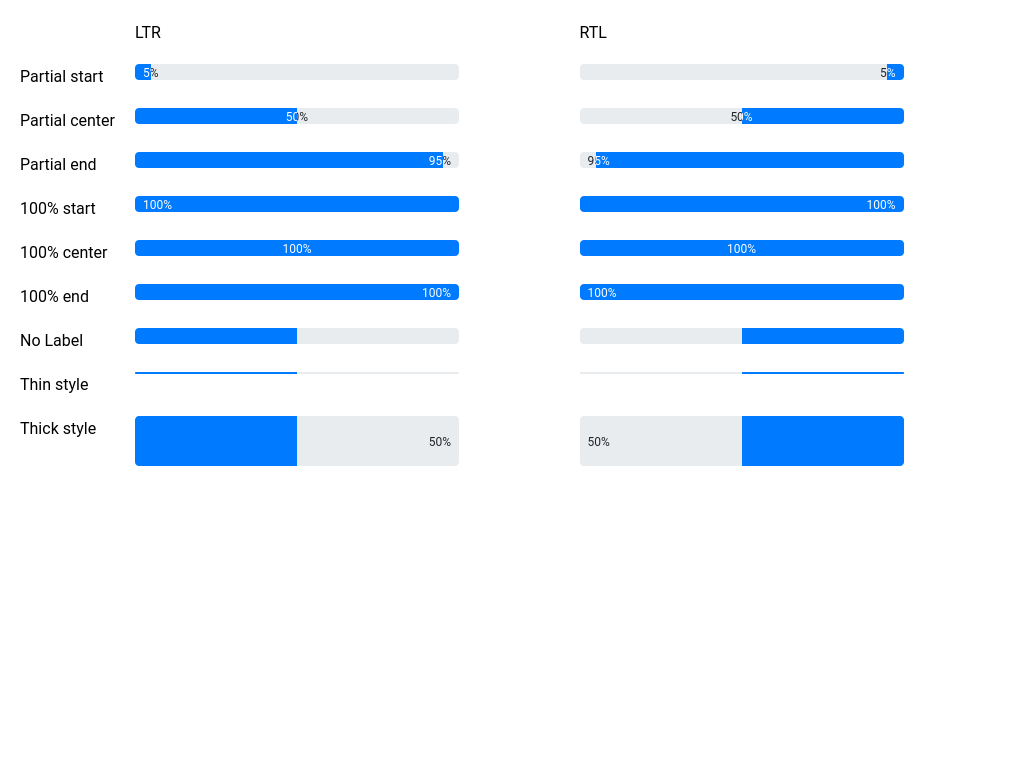 LTR RTL
Partial start 5% 5%
Partial center 50% 50%
Partial end 95% 95%
100% start 100% 100%
100% center 100% 100%
100% end 100% 100%
No Label
Thin style
Thick style 50% 50%